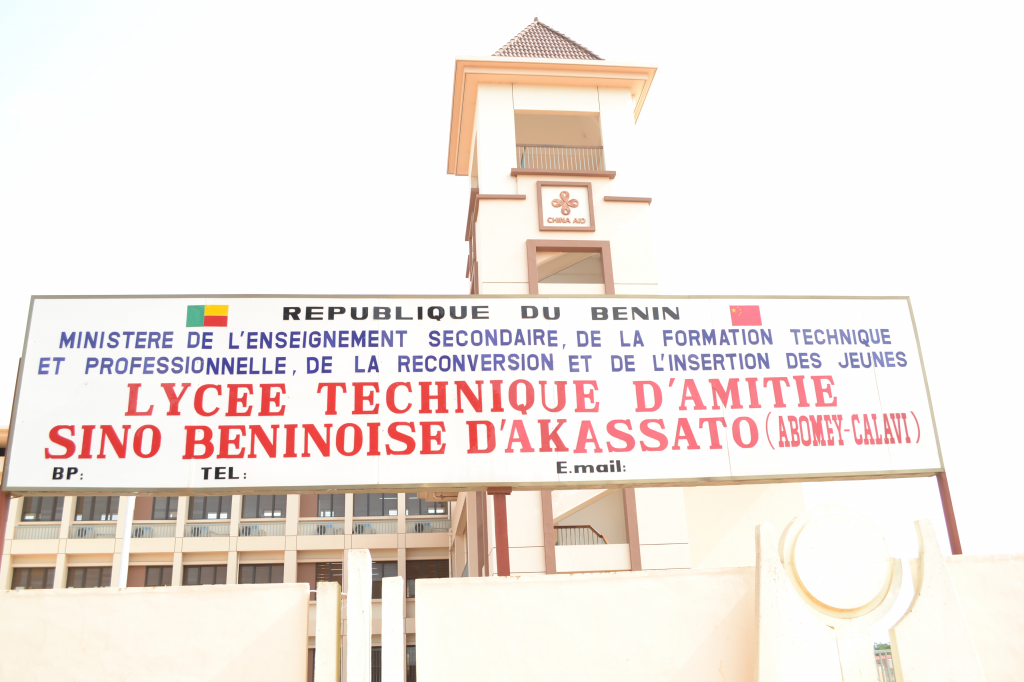 CHINA AID
REPUBLIQUE DU BENIN
MINISTERE DE L'ENSEIGNEMENT SECONDAIRE, DE LA FORMATION TECHNIQUE
ET PROFESSIONNELLE, DE LA RECONVERSION ET DE L'INSERTION DES JEUNES
LYCEE TECHNIQUE D'AMITIE
SINO BENINOISE D'AKASSATO (ABOMEY-CALAVI)
BP: TEL: E.mail: